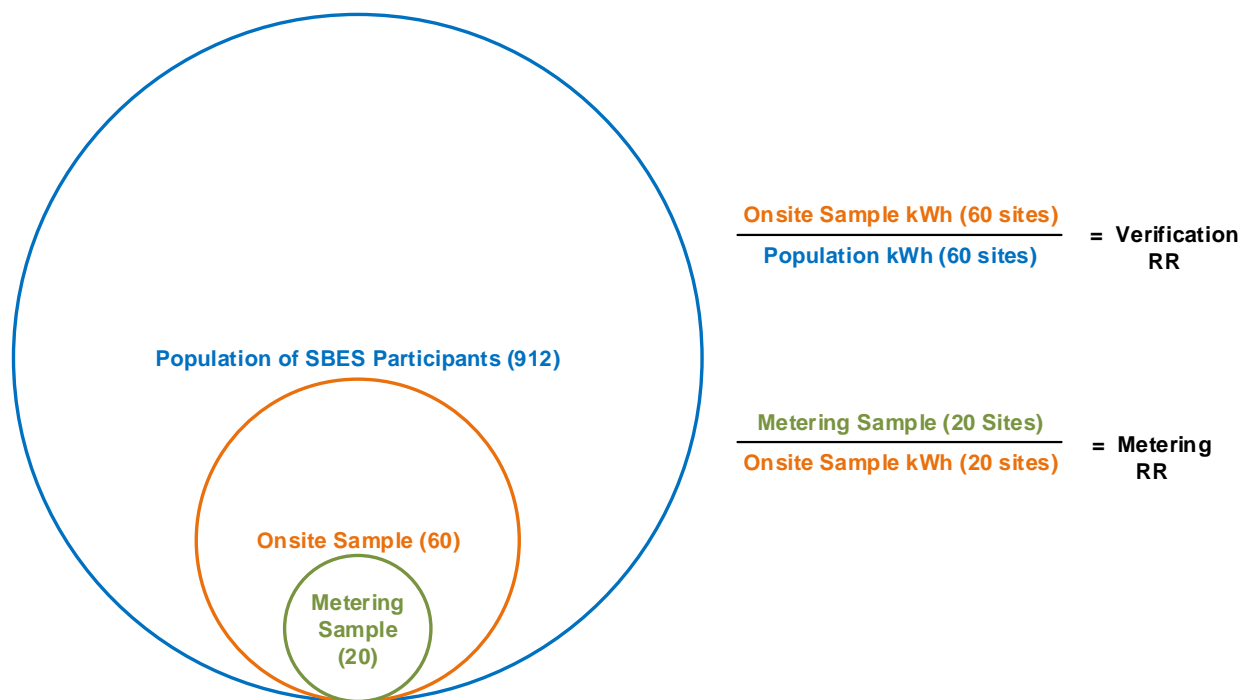 Population of SBES Participants (912)
Onsite Sample (60)
Metering
Sample
(20)
Onsite Sample kWh (60 sites)
Population kWh (60 sites)
= Verification
RR
Metering Sample (20 Sites)
Onsite Sample kWh (20 sites)
= Metering
RR